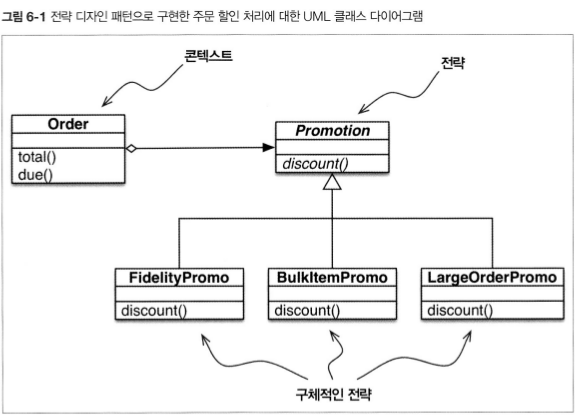 그림 6-1 전략 디자인 패턴으로 구현한 주문 할인 처리에 대한 UML 클래스 다이어그램
콘텍스트
전략
Order
total()
due()
Promotion
discount()
FidelityPromo
discount()
BulkItemPromo
discount()
LargeOrderPromo
discount()
구체적인 전략